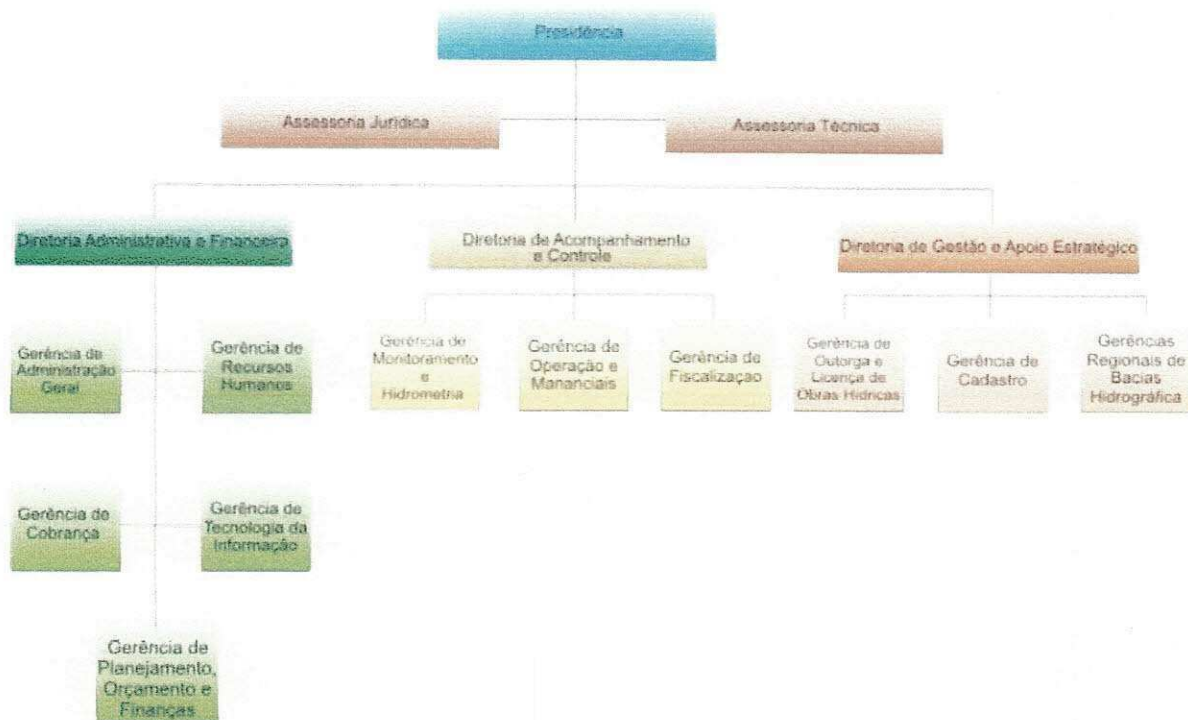 Presidência
Assessoria Jurídica
Assessoria Técnica
Diretoria Administrativa e Financeira
Diretoria de Acompanhamento
e Controle
Diretoria de Gestão e Apoio Estratégico
Gerência de
Administração
Geral
Gerência de
Recursos
Humanos
Gerência de
Monitoramento
e
Hidrometria
Gerência de
Operação e
Mananciais
Gerência de
Fiscalização
Gerência de
Outorga e
Licença de
Obras Hídricas
Gerência de
Cadastro
Gerências
Regionais de
Bacias
Hidrográfica
Gerência de
Cobrança
Gerência de
Tecnologia da
Informação
Gerência de
Planejamento,
Orçamento e
Finanças